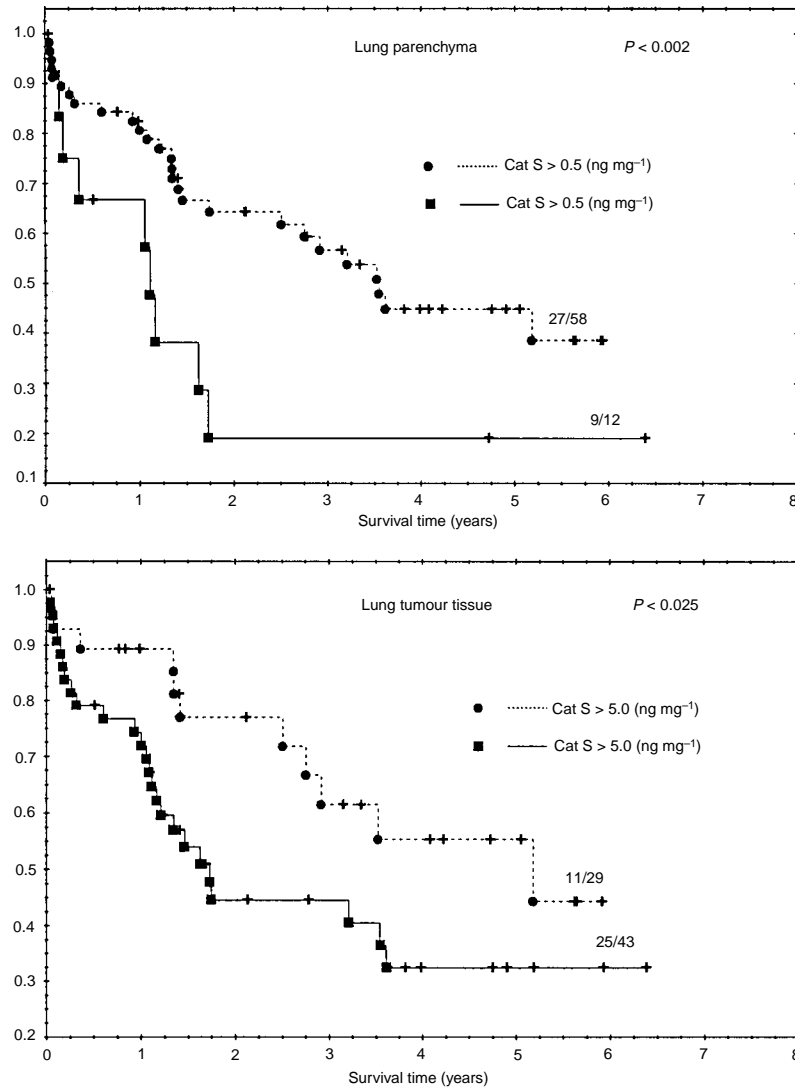 1.0
Lung parenchyma P < 0.002
0.9
0.8
Cat S > 0.5 (ng mg⁻¹)
0.7
Cat S > 0.5 (ng mg⁻¹)
0.6
0.5
0.4
27/58
0.3
9/12
0.2
0.1
0 1 2 3 4 5 6 7 8
Survival time (years)
1.0
Lung tumour tissue P < 0.025
0.9
0.8
Cat S > 5.0 (ng mg⁻¹)
0.7
Cat S > 5.0 (ng mg⁻¹)
0.6
0.5
11/29
0.4
25/43
0.3
0.2
0 1 2 3 4 5 6 7 8
Survival time (years)